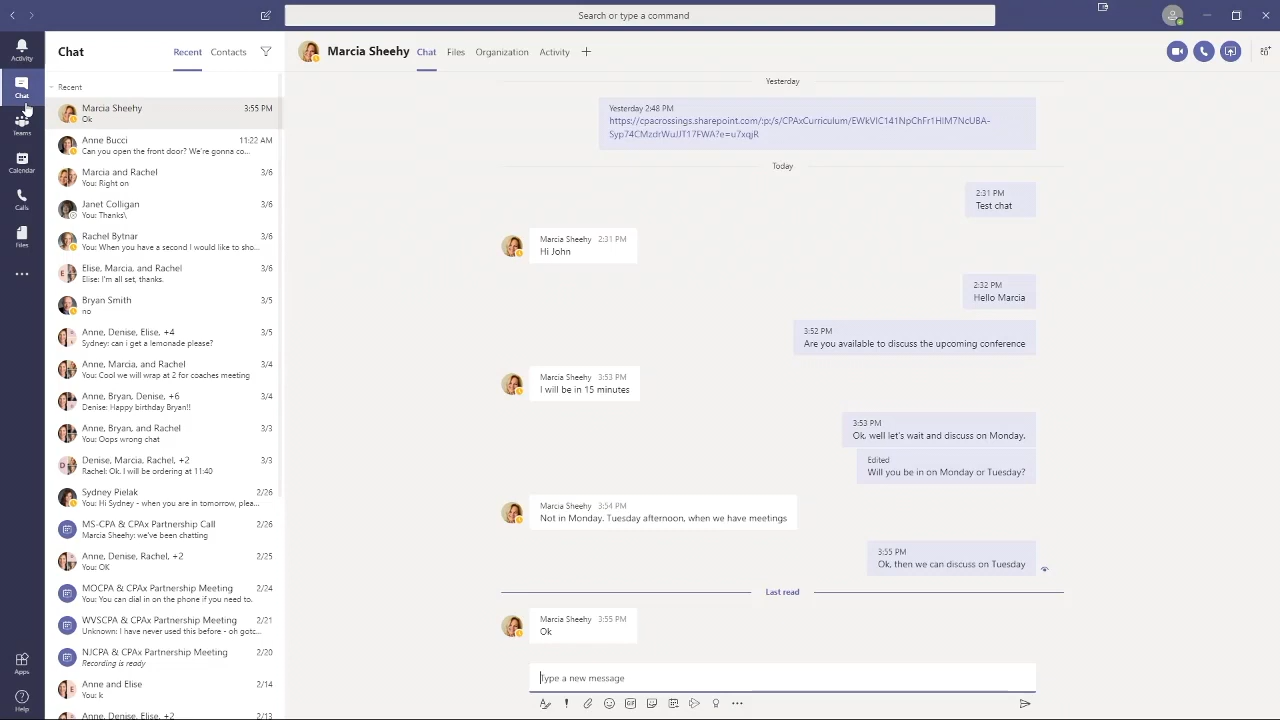 Search or type a command
Activity
Chat
Teams
Calendar
Calls
Files
Apps
Help
Chat
Recent
Contacts
Recent
Marcia Sheehy 3:55 PM
Ok
Anne Bucci 11:22 AM
Can you open the front door? We're gonna co...
Marcia and Rachel 3/6
You: Right on
Janet Colligan 3/6
You: Thanks\
Rachel Bytnar 3/6
You: When you have a second I would like to sho...
Elise, Marcia, and Rachel 3/6
Elise: I'm all set, thanks.
Bryan Smith 3/5
no
Anne, Denise, Elise, +4 3/5
Sydney: can i get a lemonade please?
Anne, Marcia, and Rachel 3/4
You: Cool we will wrap at 2 for coaches meeting
Anne, Bryan, Denise, +6 3/4
Denise: Happy birthday Bryan!!
Anne, Bryan, and Rachel 3/3
You: Oops wrong chat
Denise, Marcia, Rachel, +2 3/3
Rachel: Ok. I will be ordering at 11:40
Sydney Pielak 2/26
You: Hi Sydney - when you are in tomorrow, plea...
MS-CPA & CPAx Partnership Call 2/26
Marcia Sheehy: we've been chatting
Anne, Denise, Rachel, +2 2/25
You: OK
MOCPA & CPAx Partnership Meeting 2/24
You: You can dial in on the phone if you need to.
WVSCPA & CPAx Partnership Meeting 2/21
Unknown: I have never used this before - oh gotc...
NJCPA & CPAx Partnership Meeting 2/20
Recording is ready
Anne and Elise 2/14
You: k
Anne, Denise, Elise, +2 2/13
Marcia Sheehy Chat Files Organization Activity
Yesterday
Yesterday 2:48 PM
https://cpacrossings.sharepoint.com/:p:/s/CPAxCurriculum/EWkVIC141NpChFr1HIM7NcUBA-
Syp74CMzdrWuJJT17FWA?e=u7xqjR
Today
2:31 PM
Test chat
Marcia Sheehy 2:31 PM
Hi John
2:32 PM
Hello Marcia
3:52 PM
Are you available to discuss the upcoming conference
Marcia Sheehy 3:53 PM
I will be in 15 minutes
3:53 PM
Ok, well let's wait and discuss on Monday.
Edited
Will you be in on Monday or Tuesday?
Marcia Sheehy 3:54 PM
Not in Monday. Tuesday afternoon, when we have meetings
3:55 PM
Ok, then we can discuss on Tuesday
Last read
Marcia Sheehy 3:55 PM
Ok
Type a new message
GIF